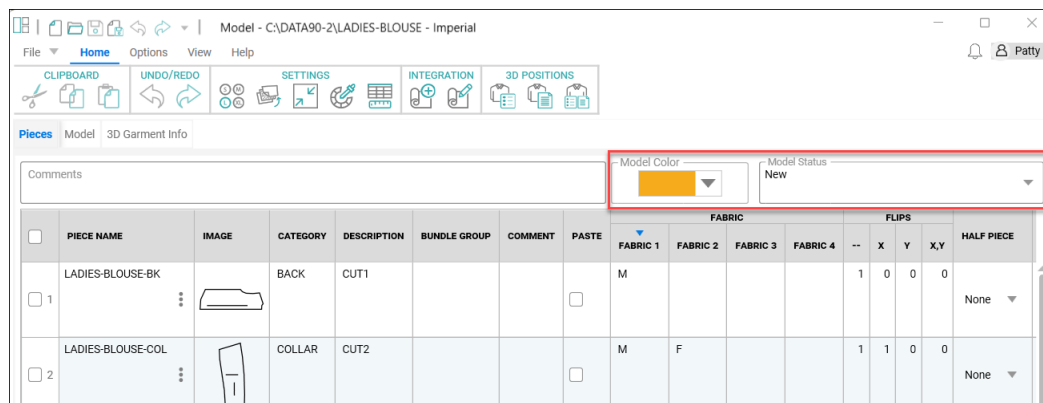 Model - C:\DATA90-2\LADIES-BLOUSE - Imperial
File Home Options View Help
Patty
CLIPBOARD UNDO/REDO SETTINGS INTEGRATION 3D POSITIONS
S M
L XL
Pieces Model 3D Garment Info
Comments
Model Color
Model Status
New
FABRIC FLIPS
PIECE NAME IMAGE CATEGORY DESCRIPTION BUNDLE GROUP COMMENT PASTE FABRIC 1 FABRIC 2 FABRIC 3 FABRIC 4 -- X Y X,Y HALF PIECE
LADIES-BLOUSE-BK BACK CUT1 M 1 0 0 0
1 None
LADIES-BLOUSE-COL COLLAR CUT2 M F 1 1 0 0
2 None